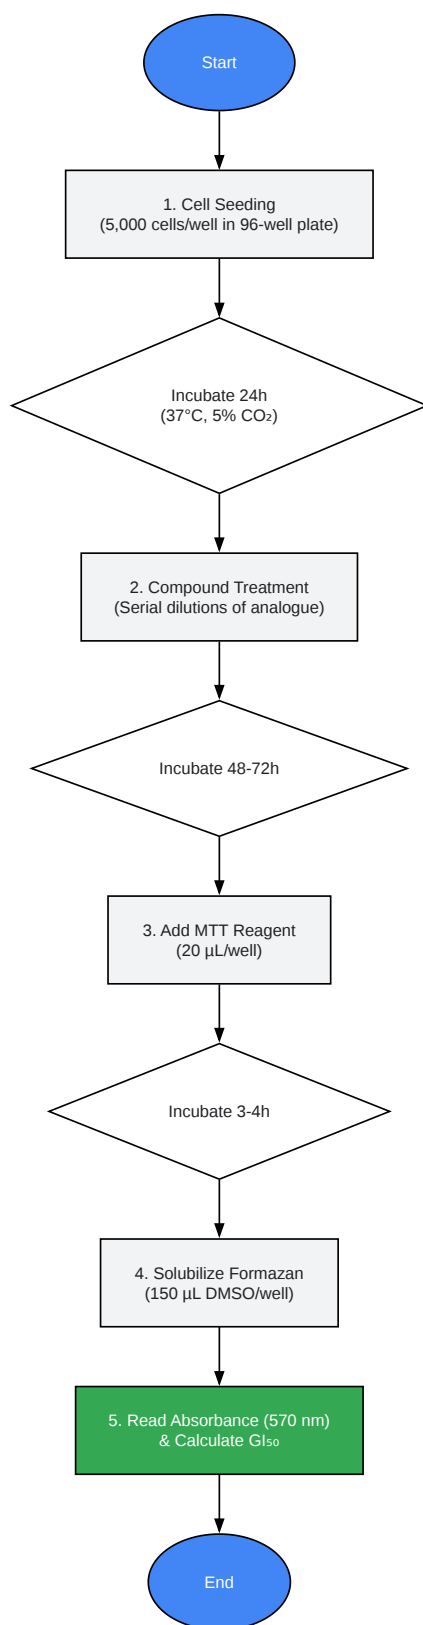 Start
1. Cell Seeding
(5,000 cells/well in 96-well plate)
Incubate 24h
(37°C, 5% CO₂)
2. Compound Treatment
(Serial dilutions of analogue)
Incubate 48-72h
3. Add MTT Reagent
(20 µL/well)
Incubate 3-4h
4. Solubilize Formazan
(150 µL DMSO/well)
5. Read Absorbance (570 nm)
& Calculate GI₅₀
End